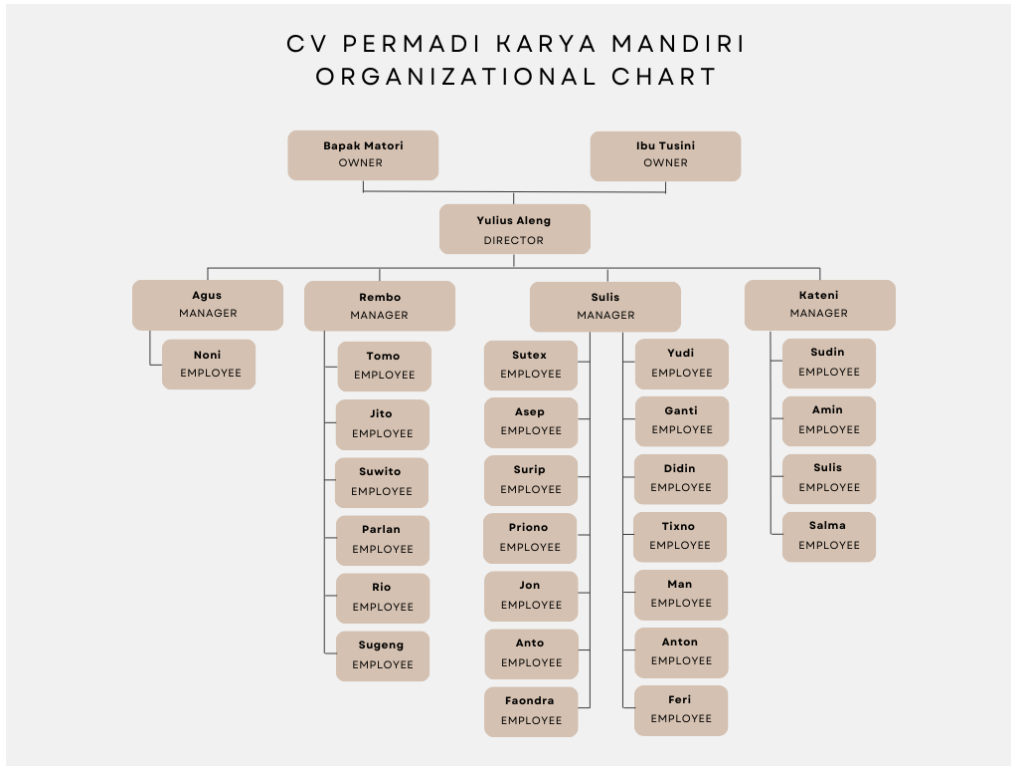 CV PERMADI KARYA MANDIRI
ORGANIZATIONAL CHART
Bapak Matori
OWNER
Ibu Tusini
OWNER
Yulius Aleng
DIRECTOR
Agus
MANAGER
Noni
EMPLOYEE
Rembo
MANAGER
Tomo
EMPLOYEE
Jito
EMPLOYEE
Suwito
EMPLOYEE
Parlan
EMPLOYEE
Rio
EMPLOYEE
Sugeng
EMPLOYEE
Sulis
MANAGER
Sutex
EMPLOYEE
Asep
EMPLOYEE
Surip
EMPLOYEE
Priono
EMPLOYEE
Jon
EMPLOYEE
Anto
EMPLOYEE
Faondra
EMPLOYEE
Yudi
EMPLOYEE
Ganti
EMPLOYEE
Didin
EMPLOYEE
Tixno
EMPLOYEE
Man
EMPLOYEE
Anton
EMPLOYEE
Feri
EMPLOYEE
Kateni
MANAGER
Sudin
EMPLOYEE
Amin
EMPLOYEE
Sulis
EMPLOYEE
Salma
EMPLOYEE